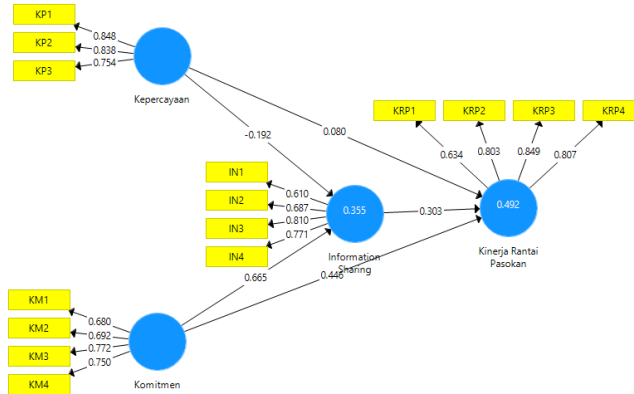 KP1
0.848
KP2
0.838
KP3
0.754
Kepercayaan
-0.192
0.080
KRP1
KRP2
KRP3
KRP4
0.634
0.803
0.849
0.807
IN1
0.610
IN2
0.687
IN3
0.810
IN4
0.771
0.355
Information
Sharing
0.303
0.492
Kinerja Rantai
Pasokan
0.665
0.446
KM1
0.680
KM2
0.692
KM3
0.772
KM4
0.750
Komitmen